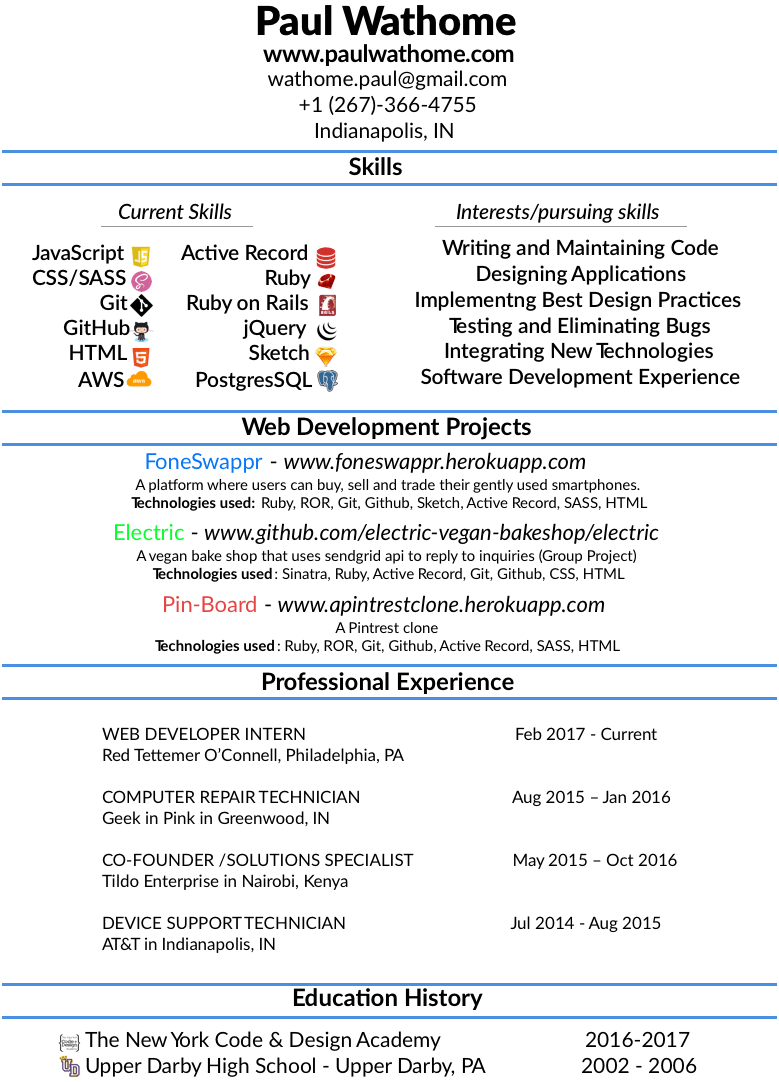 Paul Wathome
www.paulwathome.com
wathome.paul@gmail.com
+1 (267)-366-4755
Indianapolis, IN
Skills
Current Skills
JavaScript JS Active Record
CSS/SASS Ruby
Git Ruby on Rails RAILS
GitHub jQuery
HTML 5 Sketch
AWS aws PostgresSQL
Interests/pursuing skills
Writing and Maintaining Code
Designing Applications
Implementng Best Design Practices
Testing and Eliminating Bugs
Integrating New Technologies
Software Development Experience
Web Development Projects
FoneSwappr - www.foneswappr.herokuapp.com
A platform where users can buy, sell and trade their gently used smartphones.
Technologies used: Ruby, ROR, Git, Github, Sketch, Active Record, SASS, HTML
Electric - www.github.com/electric-vegan-bakeshop/electric
A vegan bake shop that uses sendgrid api to reply to inquiries (Group Project)
Technologies used: Sinatra, Ruby, Active Record, Git, Github, CSS, HTML
Pin-Board - www.apintrestclone.herokuapp.com
A Pintrest clone
Technologies used: Ruby, ROR, Git, Github, Active Record, SASS, HTML
Professional Experience
WEB DEVELOPER INTERN Feb 2017 - Current
Red Tettemer O’Connell, Philadelphia, PA
COMPUTER REPAIR TECHNICIAN Aug 2015 – Jan 2016
Geek in Pink in Greenwood, IN
CO-FOUNDER /SOLUTIONS SPECIALIST May 2015 – Oct 2016
Tildo Enterprise in Nairobi, Kenya
DEVICE SUPPORT TECHNICIAN Jul 2014 - Aug 2015
AT&T in Indianapolis, IN
Education History
The New York Code & Design Academy 2016-2017
UD Upper Darby High School - Upper Darby, PA 2002 - 2006